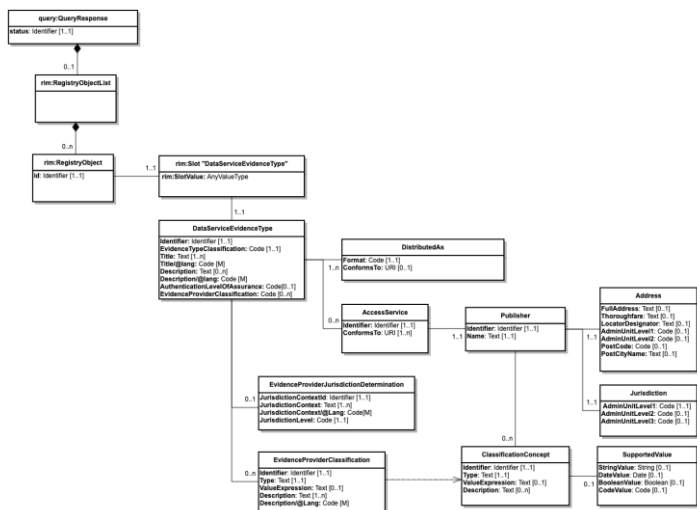 query:QueryResponse
status: Identifier [1..1]
0..1
rim:RegistryObjectList
0..n
rim:RegistryObject
id: Identifier [1..1]
1..1
rim:Slot "DataServiceEvidenceType"
rim:SlotValue: AnyValueType
1..1
DataServiceEvidenceType
Identifier: Identifier [1..1]
EvidenceTypeClassification: Code [1..1]
Title: Text [1..n]
Title/@lang: Code [M]
Description: Text [0..n]
Description/@lang: Code [M]
AuthenticationLevelOfAssurance: Code[0..1]
EvidenceProviderClassification: Code [0..n]
1..n
DistributedAs
Format: Code [1..1]
ConformsTo: URI [0..1]
0..n
AccessService
Identifier: Identifier [1..1]
ConformsTo: URI [1..n]
1..1
Publisher
Identifier: Identifier [1..1]
Name: Text [1..1]
1..1
Address
FullAddress: Text [0..1]
Thoroughfare: Text [0..1]
LocatorDesignator: Text [0..1]
AdminUnitLevel1: Code [0..1]
AdminUnitLevel2: Code [0..1]
PostCode: Code [0..1]
PostCityName: Text [0..1]
1..1
Jurisdiction
AdminUnitLevel1: Code [1..1]
AdminUnitLevel2: Code [0..1]
AdminUnitLevel3: Code [0..1]
0..1
EvidenceProviderJurisdictionDetermination
JurisdictionContextId: Identifier [1..1]
JurisdictionContext: Text [1..n]
JurisdictionContext/@Lang: Code[M]
JurisdictionLevel: Code [1..1]
0..n
EvidenceProviderClassification
Identifier: Identifier [1..1]
Type: Text [1..1]
ValueExpression: Text [0..1]
Description: Text [1..n]
Description/@Lang: Code [M]
0..n
ClassificationConcept
Identifier: Identifier [1..1]
Type: Text [1..1]
ValueExpression: Text [0..1]
Description: Text [0..n]
0..1
SupportedValue
StringValue: String [0..1]
DateValue: Date [0..1]
BooleanValue: Boolean [0..1]
CodeValue: Code [0..1]